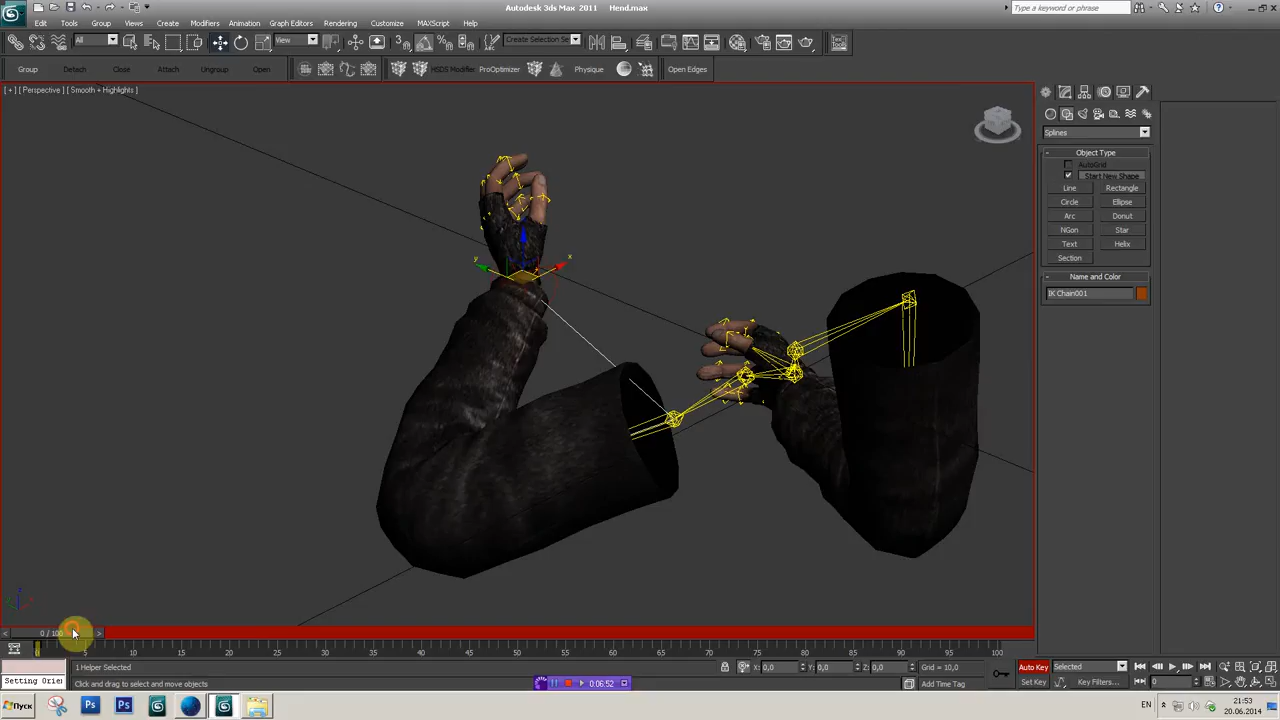 Autodesk 3ds Max 2011 Hend.max
Type a keyword or phrase
Edit Tools Group Views Create Modifiers Animation Graph Editors Rendering Customize MAXScript Help
All View Create Selection Se
Group Detach Close Attach Ungroup Open HSDS Modifier ProOptimizer Physique Open Edges
[ + ] [ Perspective ] [ Smooth + Highlights ]
Splines
Object Type
AutoGrid
Start New Shape
Line Rectangle
Circle Ellipse
Arc Donut
NGon Star
Text Helix
Section
Name and Color
IK Chain001
x
y
z
0 / 100
0 5 10 15 20 25 30 35 40 45 50 55 60 65 70 75 80 85 90 95 100
1 Helper Selected X: 0,0 Y: 0,0 Z: 0,0 Grid = 10,0 Auto Key Selected
Setting Orie Click and drag to select and move objects 0:06:52 Add Time Tag Set Key Key Filters... 0
Пуск EN 21:53
20.06.2014